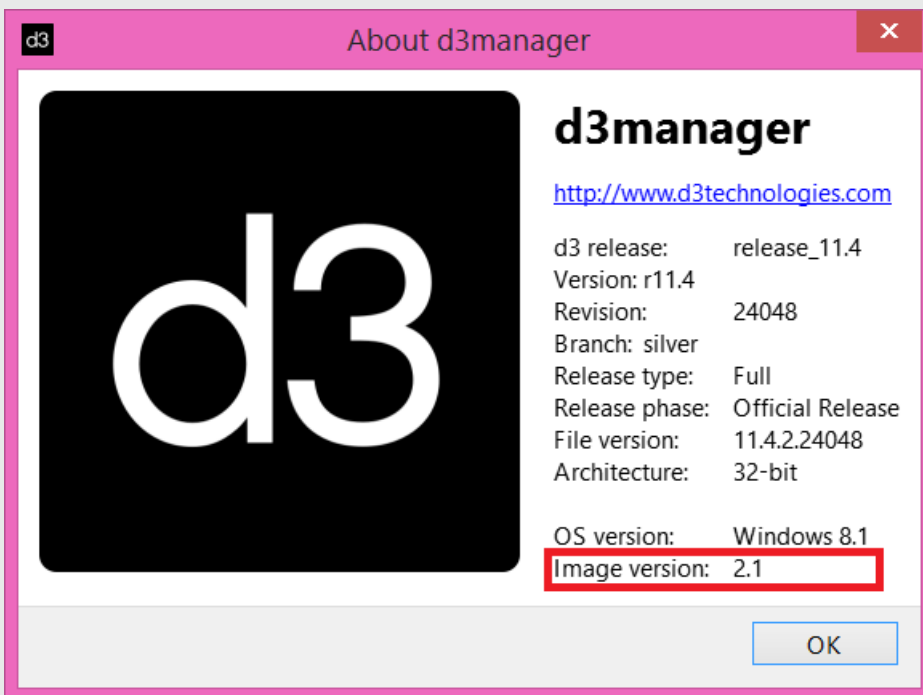 d3 About d3manager ×
d3
d3manager
http://www.d3technologies.com
d3 release: release_11.4
Version: r11.4
Revision: 24048
Branch: silver
Release type: Full
Release phase: Official Release
File version: 11.4.2.24048
Architecture: 32-bit
OS version: Windows 8.1
Image version: 2.1
OK